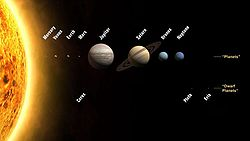 Mercury
Venus
Earth
Mars
Jupiter
Saturn
Uranus
Neptune
"Planets"
"Dwarf
Planets"
Ceres
Pluto
Eris